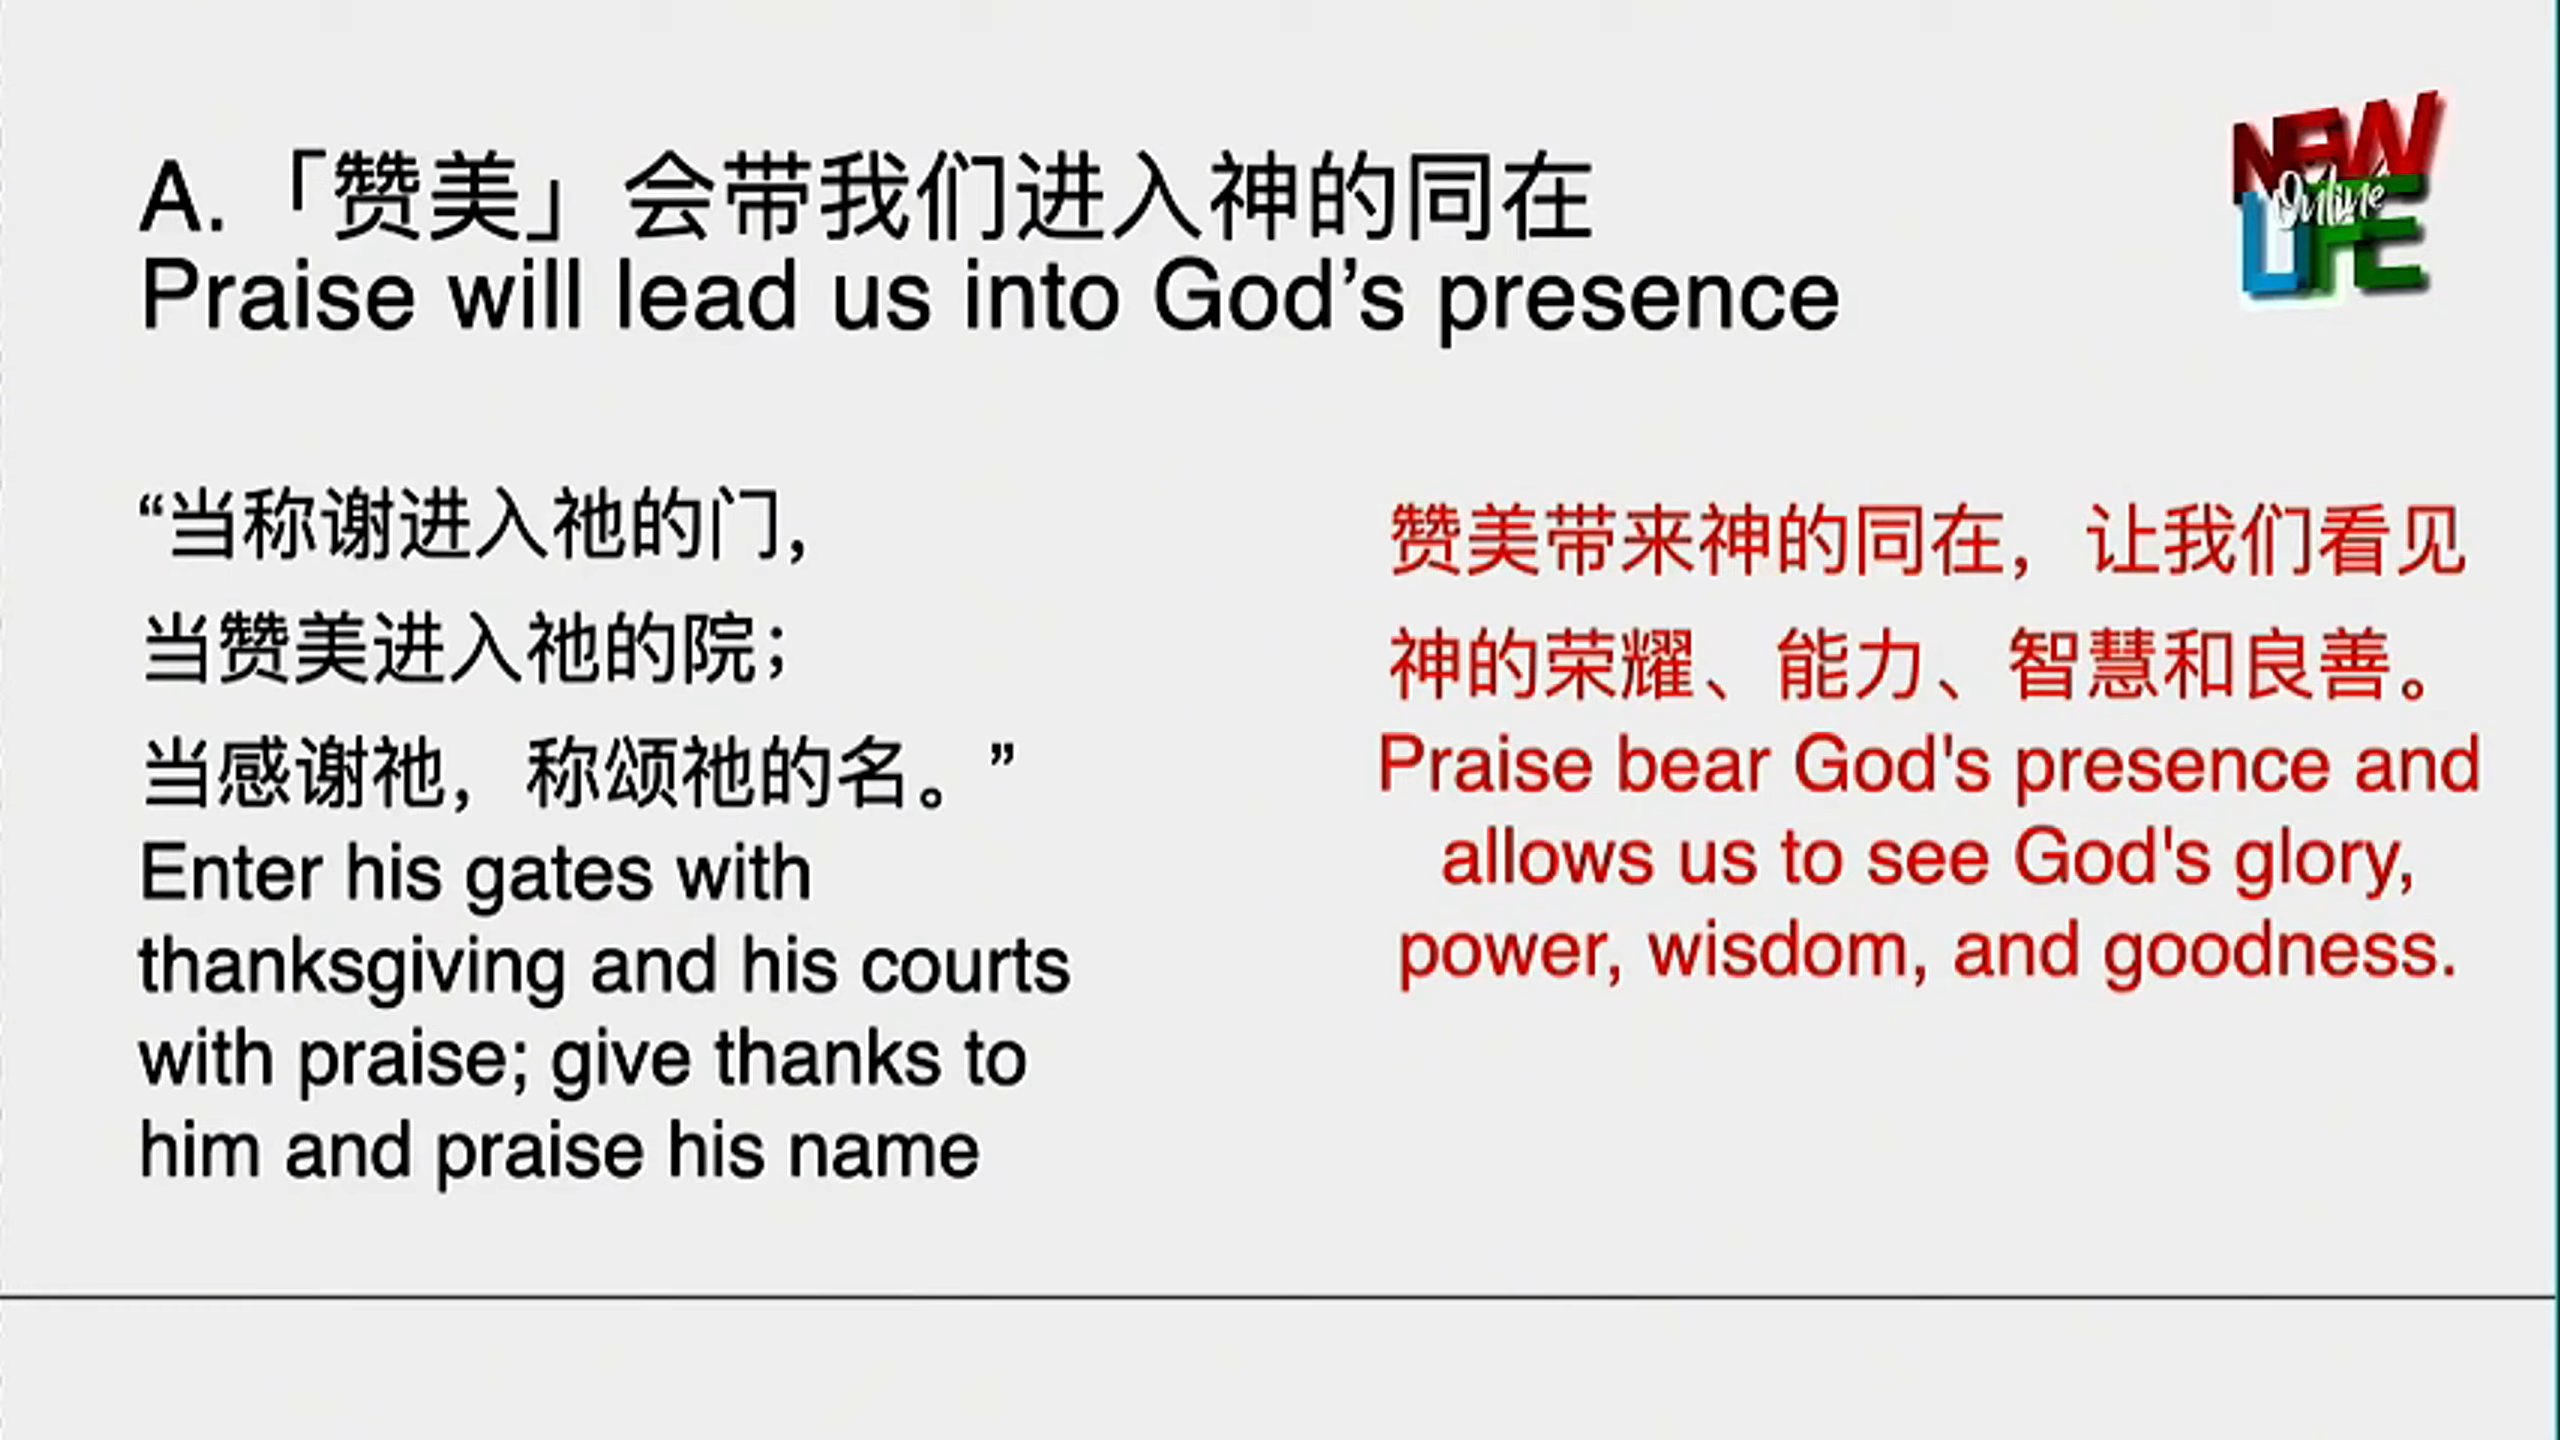 A.「赞美」会带我们进入神的同在
Praise will lead us into God’s presence
NEW
Online
LIFE
“当称谢进入祂的门，
当赞美进入祂的院；
当感谢祂，称颂祂的名。”
Enter his gates with
thanksgiving and his courts
with praise; give thanks to
him and praise his name
赞美带来神的同在，让我们看见
神的荣耀、能力、智慧和良善。
Praise bear God's presence and
allows us to see God's glory,
power, wisdom, and goodness.